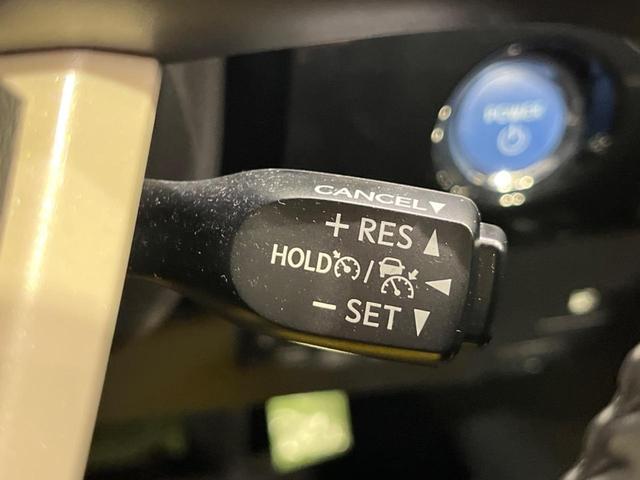 POWER
CANCEL▼
+ RES ▲
HOLD / ◀
− SET ▼